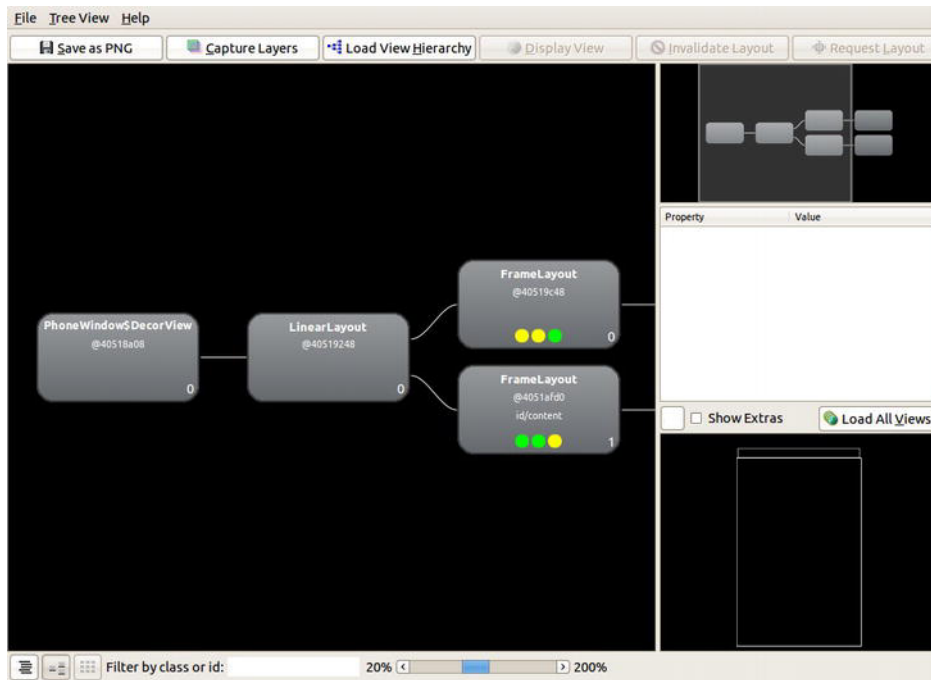 File Tree View Help
Save as PNG Capture Layers Load View Hierarchy Display View Invalidate Layout Request Layout
Property Value
FrameLayout
@40519c48
0
PhoneWindow$DecorView
@40518a08
0
LinearLayout
@40519248
0
FrameLayout
@4051afd0
id/content
1
Show Extras Load All Views
Filter by class or id: 20% 200%